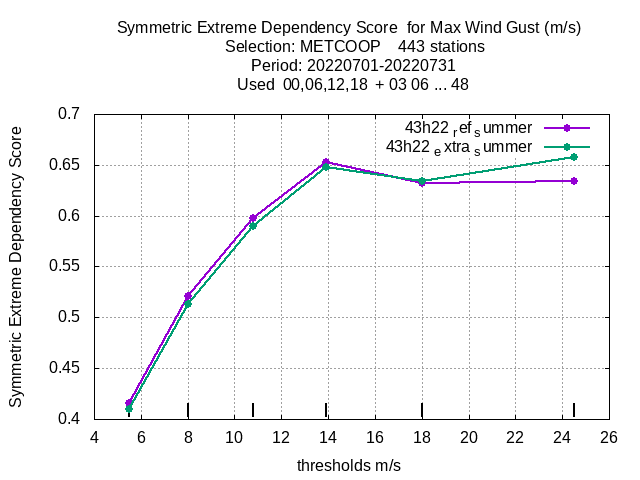 Symmetric Extreme Dependency Score for Max Wind Gust (m/s)
Selection: METCOOP 443 stations
Period: 20220701-20220731
Used 00,06,12,18 + 03 06 ... 48
43h22 ref summer
43h22 extra summer
Symmetric Extreme Dependency Score
0.7
0.65
0.6
0.55
0.5
0.45
0.4
4 6 8 10 12 14 16 18 20 22 24 26
thresholds m/s